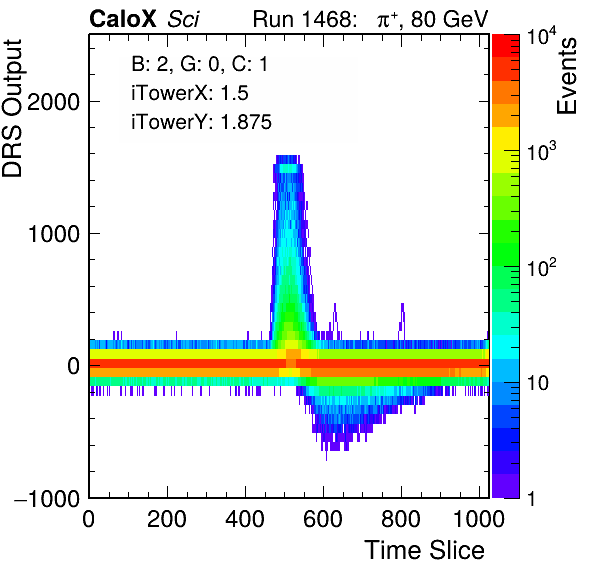 CaloX Sci Run 1468: π⁺, 80 GeV
B: 2, G: 0, C: 1
iTowerX: 1.5
iTowerY: 1.875
DRS Output
2000
1000
0
−1000
0 200 400 600 800 1000
Time Slice
Events
10⁴
10³
10²
10
1